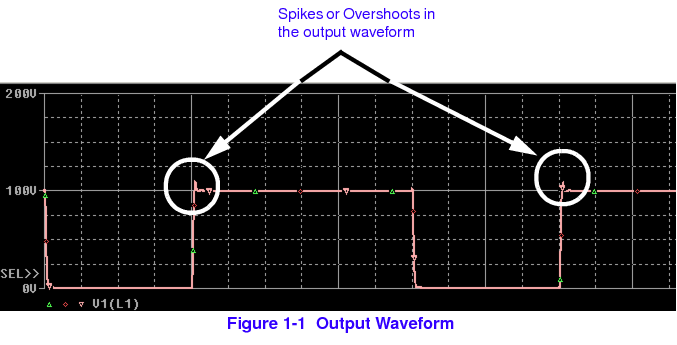 Spikes or Overshoots in
the output waveform
200V
100V
SEL>>
0V
V1(L1)
Figure 1-1 Output Waveform